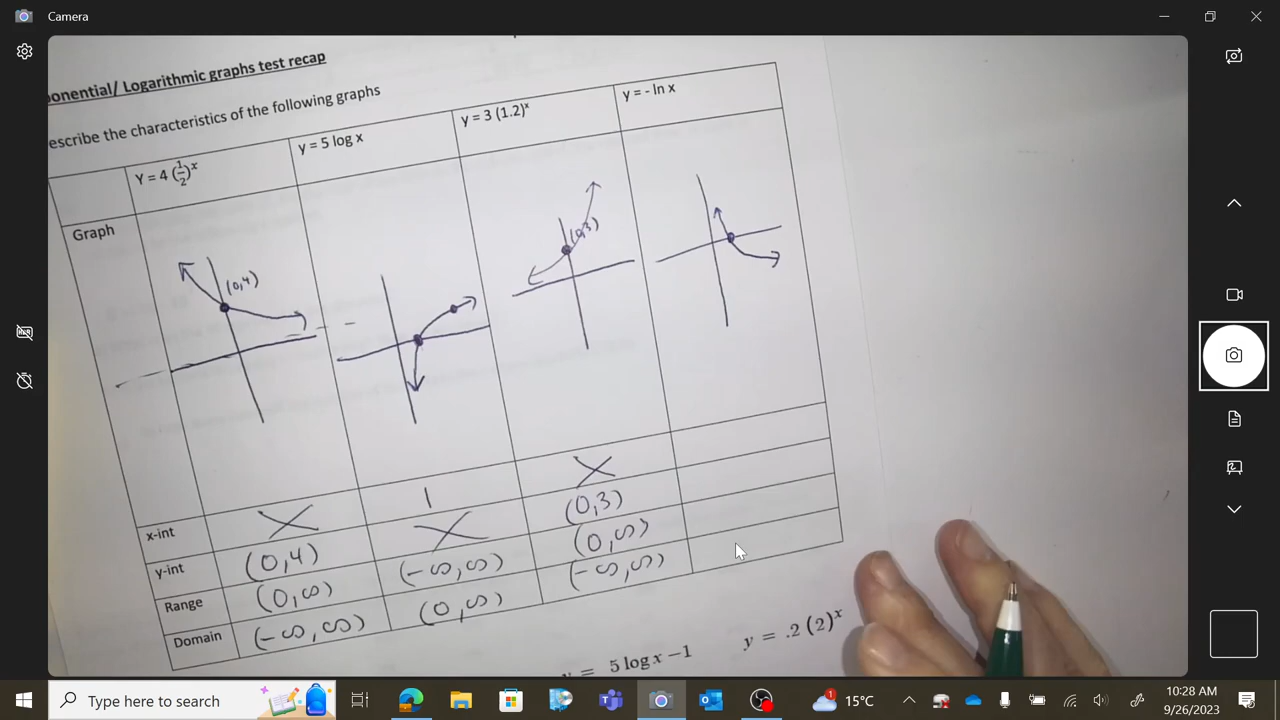 Camera
ponential/ Logarithmic graphs test recap
escribe the characteristics of the following graphs
Y = 4 (1/2)^x
y = 5 log x
y = 3 (1.2)^x
y = - ln x
Graph
(0,4)
(0,3)
x-int X 1 X
y-int (0,4) X (0,3)
Range (0,∞) (-∞,∞) (0,∞)
Domain (-∞,∞) (0,∞) (-∞,∞)
5 log x -1
y = .2 (2)^x
Type here to search
1
15°C
10:28 AM
9/26/2023